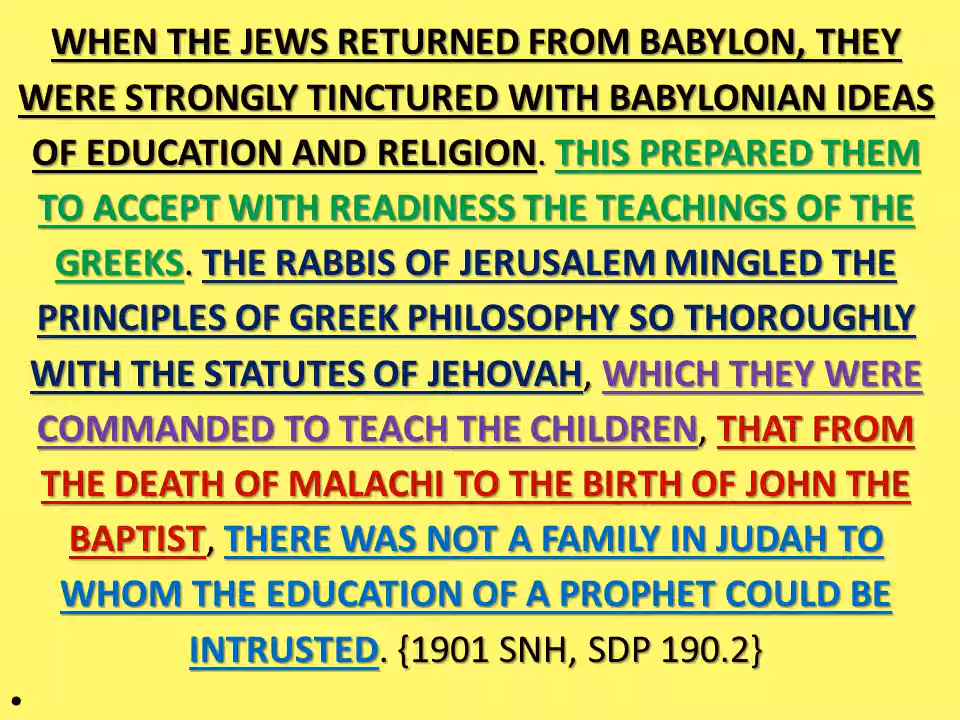 WHEN THE JEWS RETURNED FROM BABYLON, THEY
WERE STRONGLY TINCTURED WITH BABYLONIAN IDEAS
OF EDUCATION AND RELIGION. THIS PREPARED THEM
TO ACCEPT WITH READINESS THE TEACHINGS OF THE
GREEKS. THE RABBIS OF JERUSALEM MINGLED THE
PRINCIPLES OF GREEK PHILOSOPHY SO THOROUGHLY
WITH THE STATUTES OF JEHOVAH, WHICH THEY WERE
COMMANDED TO TEACH THE CHILDREN, THAT FROM
THE DEATH OF MALACHI TO THE BIRTH OF JOHN THE
BAPTIST, THERE WAS NOT A FAMILY IN JUDAH TO
WHOM THE EDUCATION OF A PROPHET COULD BE
INTRUSTED. {1901 SNH, SDP 190.2}
•